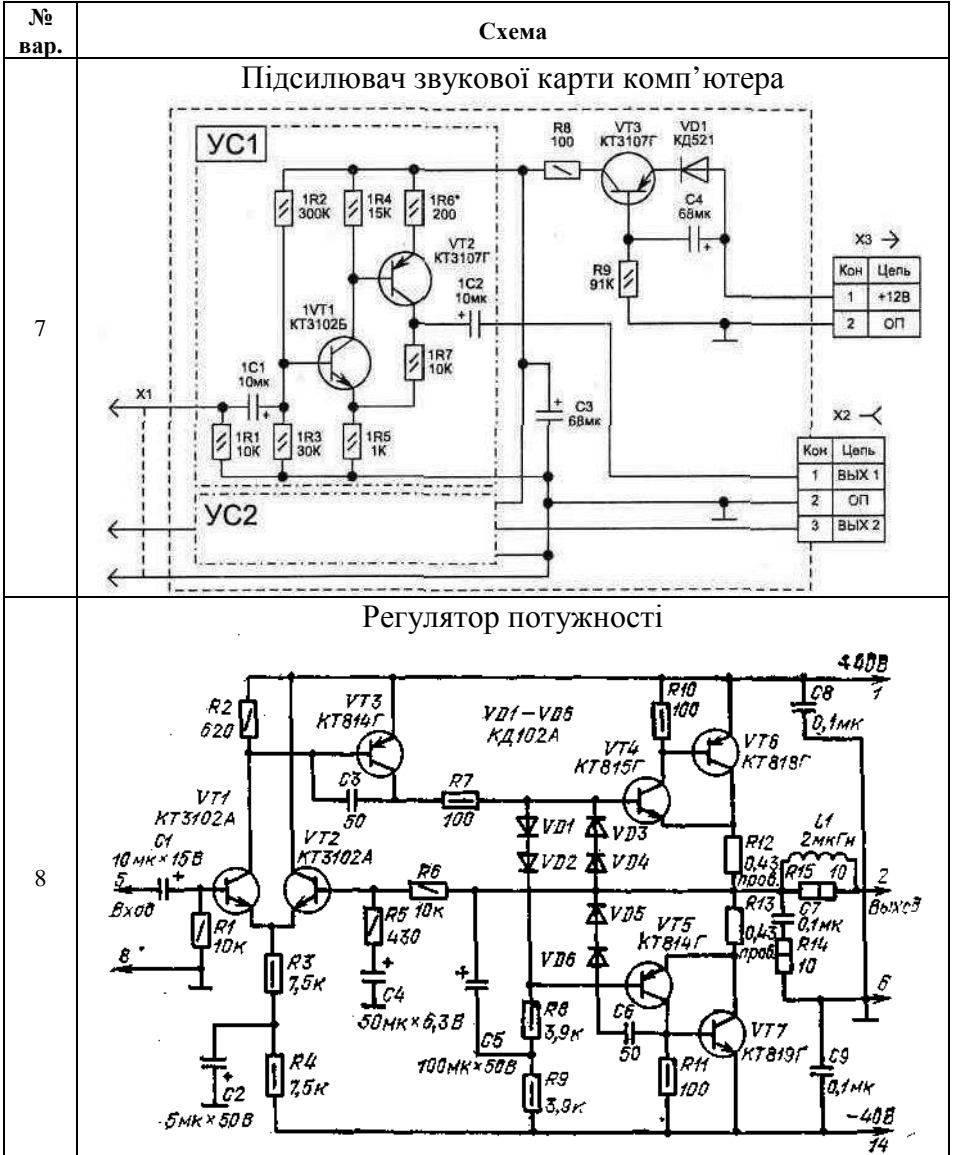 №
вар.
Схема
7
Підсилювач звукової карти комп’ютера
УС1
1R2
300К
1R4
15К
1R6*
200
VT2
КТ3107Г
1VT1
КТ3102Б
1C2
10мк
1R7
10К
1C1
10мк
X1
1R1
10К
1R3
30К
1R5
1К
УС2
R8
100
VT3
КТ3107Г
VD1
КД521
C4
68мк
R9
91К
C3
68мк
X3
Кон Цепь
1 +12В
2 ОП
X2
Кон Цепь
1 ВЫХ 1
2 ОП
3 ВЫХ 2
8
Регулятор потужності
1
R2
620
VT3
КТ814Г
VD1-VD6
КД102А
R10
100
C8
0,1мк
VT4
КТ815Г
VT6
КТ818Г
C3
50
R7
100
VT1
КТ3102А
VT2
КТ3102А
C1
10мк×15В
5
Вход
R1
10к
8
R6
10к
R5
430
C4
50мк×6,3В
VD1
VD2
VD3
VD4
VD5
VD6
R12
0,43
пров.
L1
2мкГн
R15
10
2
Выход
R13
0,43
пров.
C7
0,1мк
R14
10
6
VT5
КТ814Г
R3
7,5к
C5
100мк×50В
R8
3,9к
C6
50
VT7
КТ819Г
R4
7,5к
C2
5мк×50В
R9
3,9к
R11
100
C9
0,1мк
-40В
14